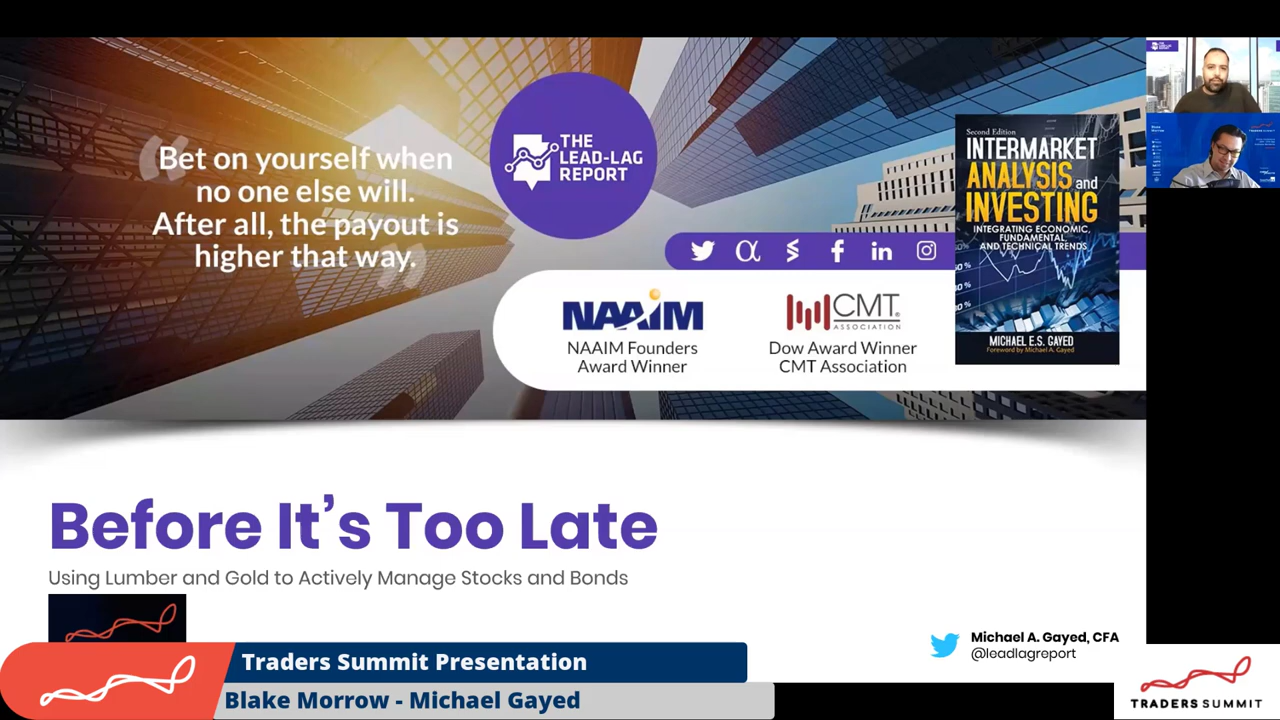 Bet on yourself when
no one else will.
After all, the payout is
higher that way.
THE
LEAD-LAG
REPORT
NAAIM
NAAIM Founders
Award Winner
CMT
ASSOCIATION
Dow Award Winner
CMT Association
Second Edition
INTERMARKET
ANALYSIS and
INVESTING
INTEGRATING ECONOMIC,
FUNDAMENTAL
AND TECHNICAL TRENDS
MICHAEL E.S. GAYED
Foreword by Michael A. Gayed
Before It's Too Late
Using Lumber and Gold to Actively Manage Stocks and Bonds
Michael A. Gayed, CFA
@leadlagreport
Traders Summit Presentation
Blake Morrow - Michael Gayed
TRADERS SUMMIT